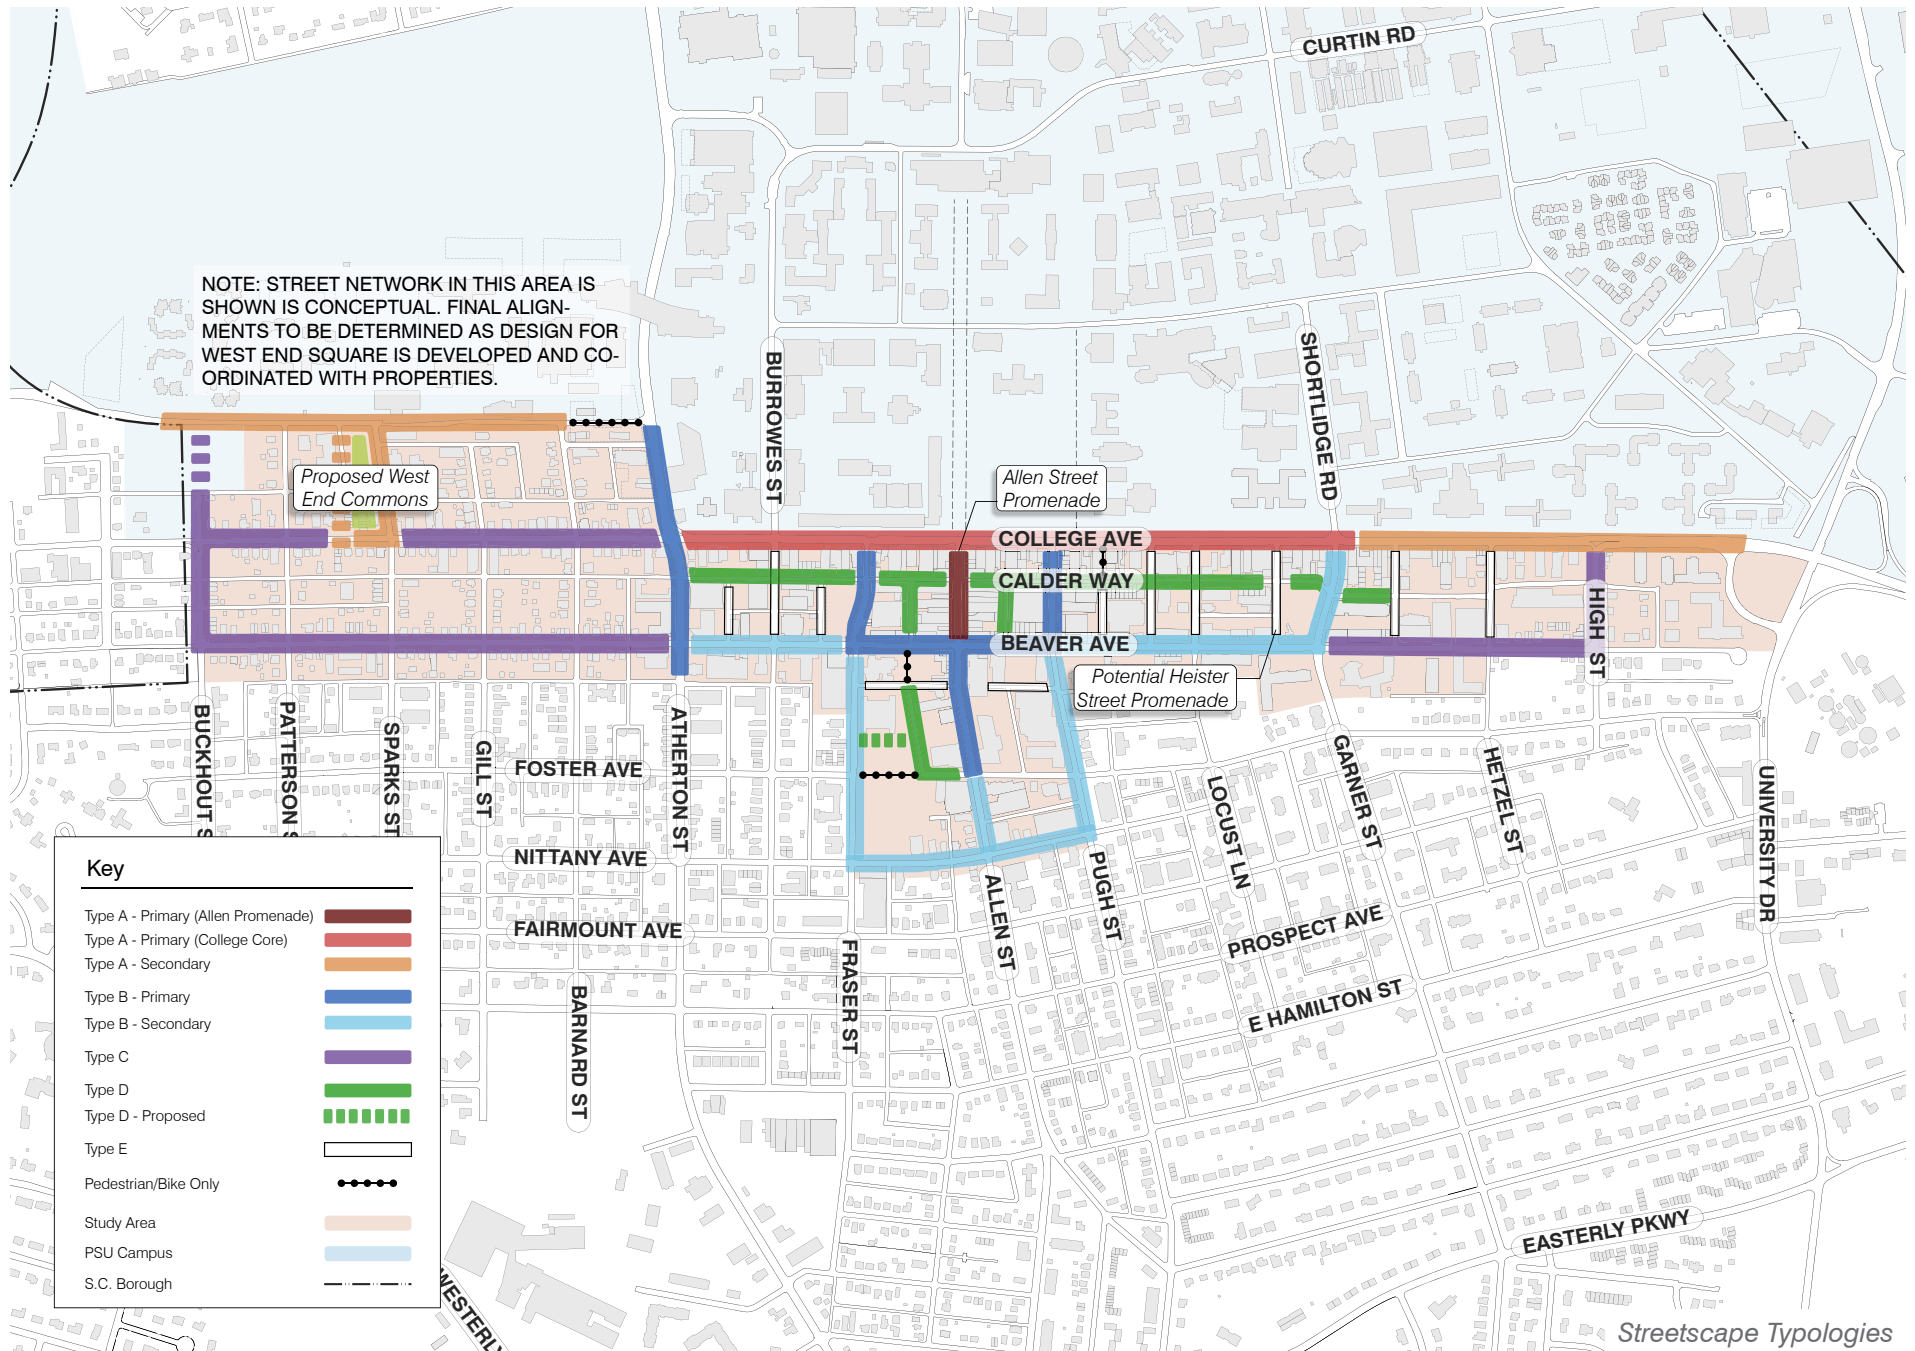 CURTIN RD
NOTE: STREET NETWORK IN THIS AREA IS
SHOWN IS CONCEPTUAL. FINAL ALIGN-
MENTS TO BE DETERMINED AS DESIGN FOR
WEST END SQUARE IS DEVELOPED AND CO-
ORDINATED WITH PROPERTIES.
BURROWES ST
SHORTLIDGE RD
Proposed West
End Commons
Allen Street
Promenade
COLLEGE AVE
CALDER WAY
BEAVER AVE
HIGH ST
Potential Heister
Street Promenade
BUCKHOUT S
PATTERSON S
SPARKS ST
GILL ST
FOSTER AVE
ATHERTON ST
NITTANY AVE
FAIRMOUNT AVE
BARNARD ST
FRASER ST
ALLEN ST
PUGH ST
LOCUST LN
GARNER ST
HETZEL ST
UNIVERSITY DR
PROSPECT AVE
E HAMILTON ST
EASTERLY PKWY
WESTERLY
Key
Type A - Primary (Allen Promenade)
Type A - Primary (College Core)
Type A - Secondary
Type B - Primary
Type B - Secondary
Type C
Type D
Type D - Proposed
Type E
Pedestrian/Bike Only
Study Area
PSU Campus
S.C. Borough
Streetscape Typologies